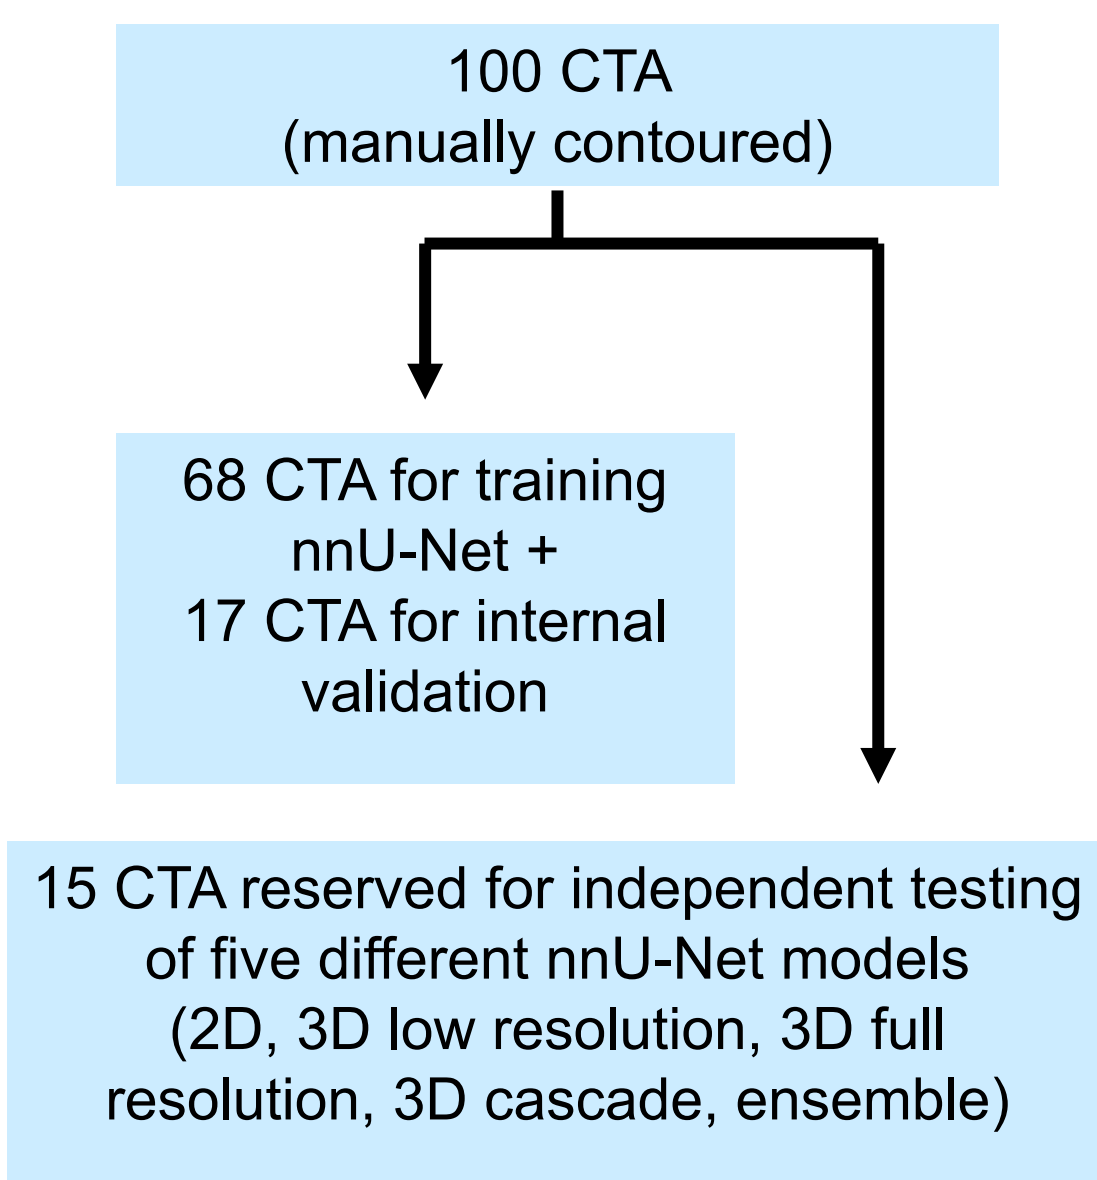 100 CTA
(manually contoured)
68 CTA for training
nnU-Net +
17 CTA for internal
validation
15 CTA reserved for independent testing
of five different nnU-Net models
(2D, 3D low resolution, 3D full
resolution, 3D cascade, ensemble)